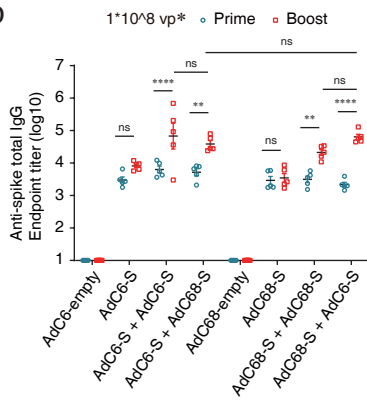 1*10^8 vp* Prime Boost
ns
ns
ns
****
**
ns
**
****
ns
Anti-spike total IgG
Endpoint titer (log10)
7
6
5
4
3
2
1
AdC6-empty
AdC6-S
AdC6-S + AdC6-S
AdC6-S + AdC68-S
AdC68-empty
AdC68-S
AdC68-S + AdC68-S
AdC68-S + AdC6-S